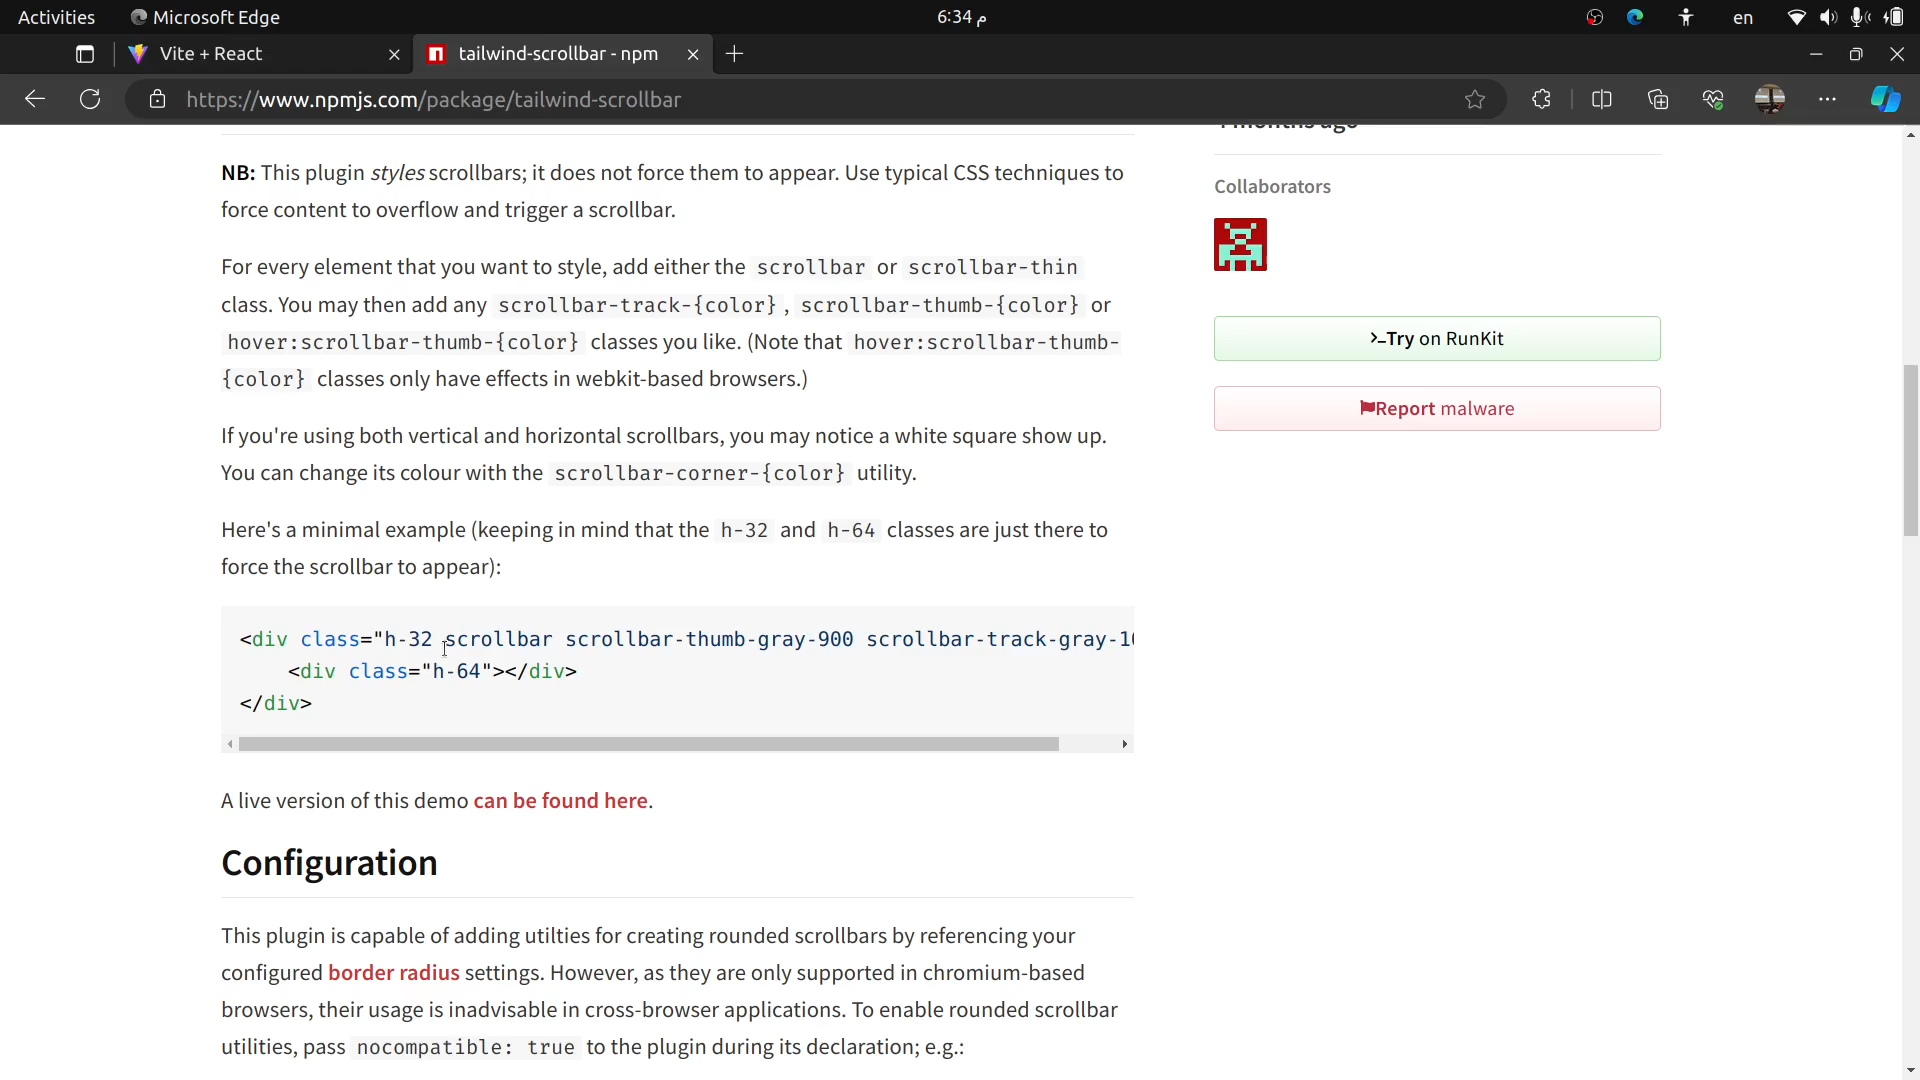 Activities
Microsoft Edge
6:34 م
en
Vite + React
tailwind-scrollbar - npm
https://www.npmjs.com/package/tailwind-scrollbar
NB: This plugin styles scrollbars; it does not force them to appear. Use typical CSS techniques to
force content to overflow and trigger a scrollbar.
For every element that you want to style, add either the scrollbar or scrollbar-thin
class. You may then add any scrollbar-track-{color} , scrollbar-thumb-{color} or
hover:scrollbar-thumb-{color} classes you like. (Note that hover:scrollbar-thumb-
{color} classes only have effects in webkit-based browsers.)
If you're using both vertical and horizontal scrollbars, you may notice a white square show up.
You can change its colour with the scrollbar-corner-{color} utility.
Here's a minimal example (keeping in mind that the h-32 and h-64 classes are just there to
force the scrollbar to appear):
<div class="h-32 scrollbar scrollbar-thumb-gray-900 scrollbar-track-gray-10
<div class="h-64"></div>
</div>
A live version of this demo can be found here.
Configuration
This plugin is capable of adding utilties for creating rounded scrollbars by referencing your
configured border radius settings. However, as they are only supported in chromium-based
browsers, their usage is inadvisable in cross-browser applications. To enable rounded scrollbar
utilities, pass nocompatible: true to the plugin during its declaration; e.g.:
months ago
Collaborators
>_Try on RunKit
Report malware